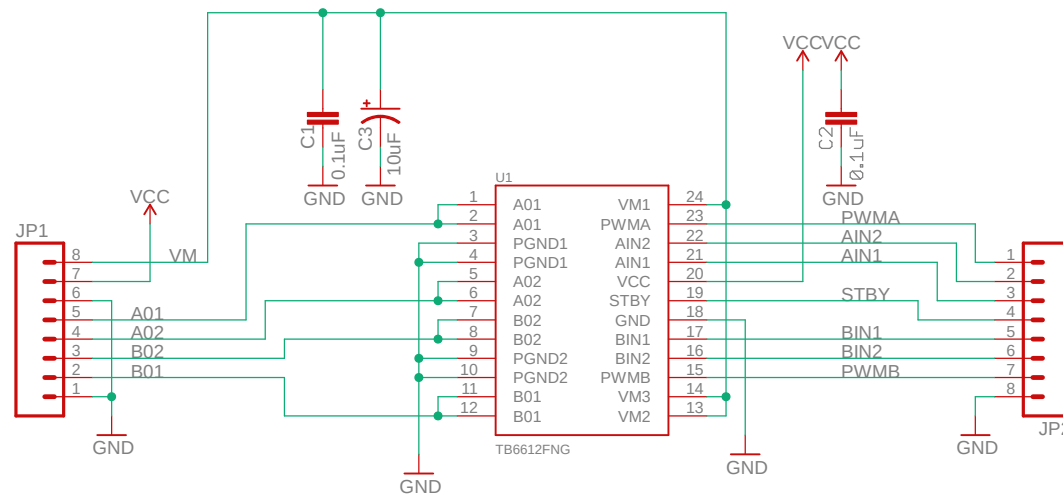 VCC
VCC
C1
0.1uF
C3
+
10uF
C2
0.1uF
GND
GND
GND
U1
VCC
JP1
8
VM
7
6
5
A01
4
A02
3
B02
2
B01
1
GND
1 A01 VM1 24
2 A01 PWMA 23
3 PGND1 AIN2 22
4 PGND1 AIN1 21
5 A02 VCC 20
6 A02 STBY 19
7 B02 GND 18
8 B02 BIN1 17
9 PGND2 BIN2 16
10 PGND2 PWMB 15
11 B01 VM3 14
12 B01 VM2 13
TB6612FNG
GND
GND
PWMA
AIN2
AIN1
STBY
BIN1
BIN2
PWMB
1
2
3
4
5
6
7
8
GND
JP2